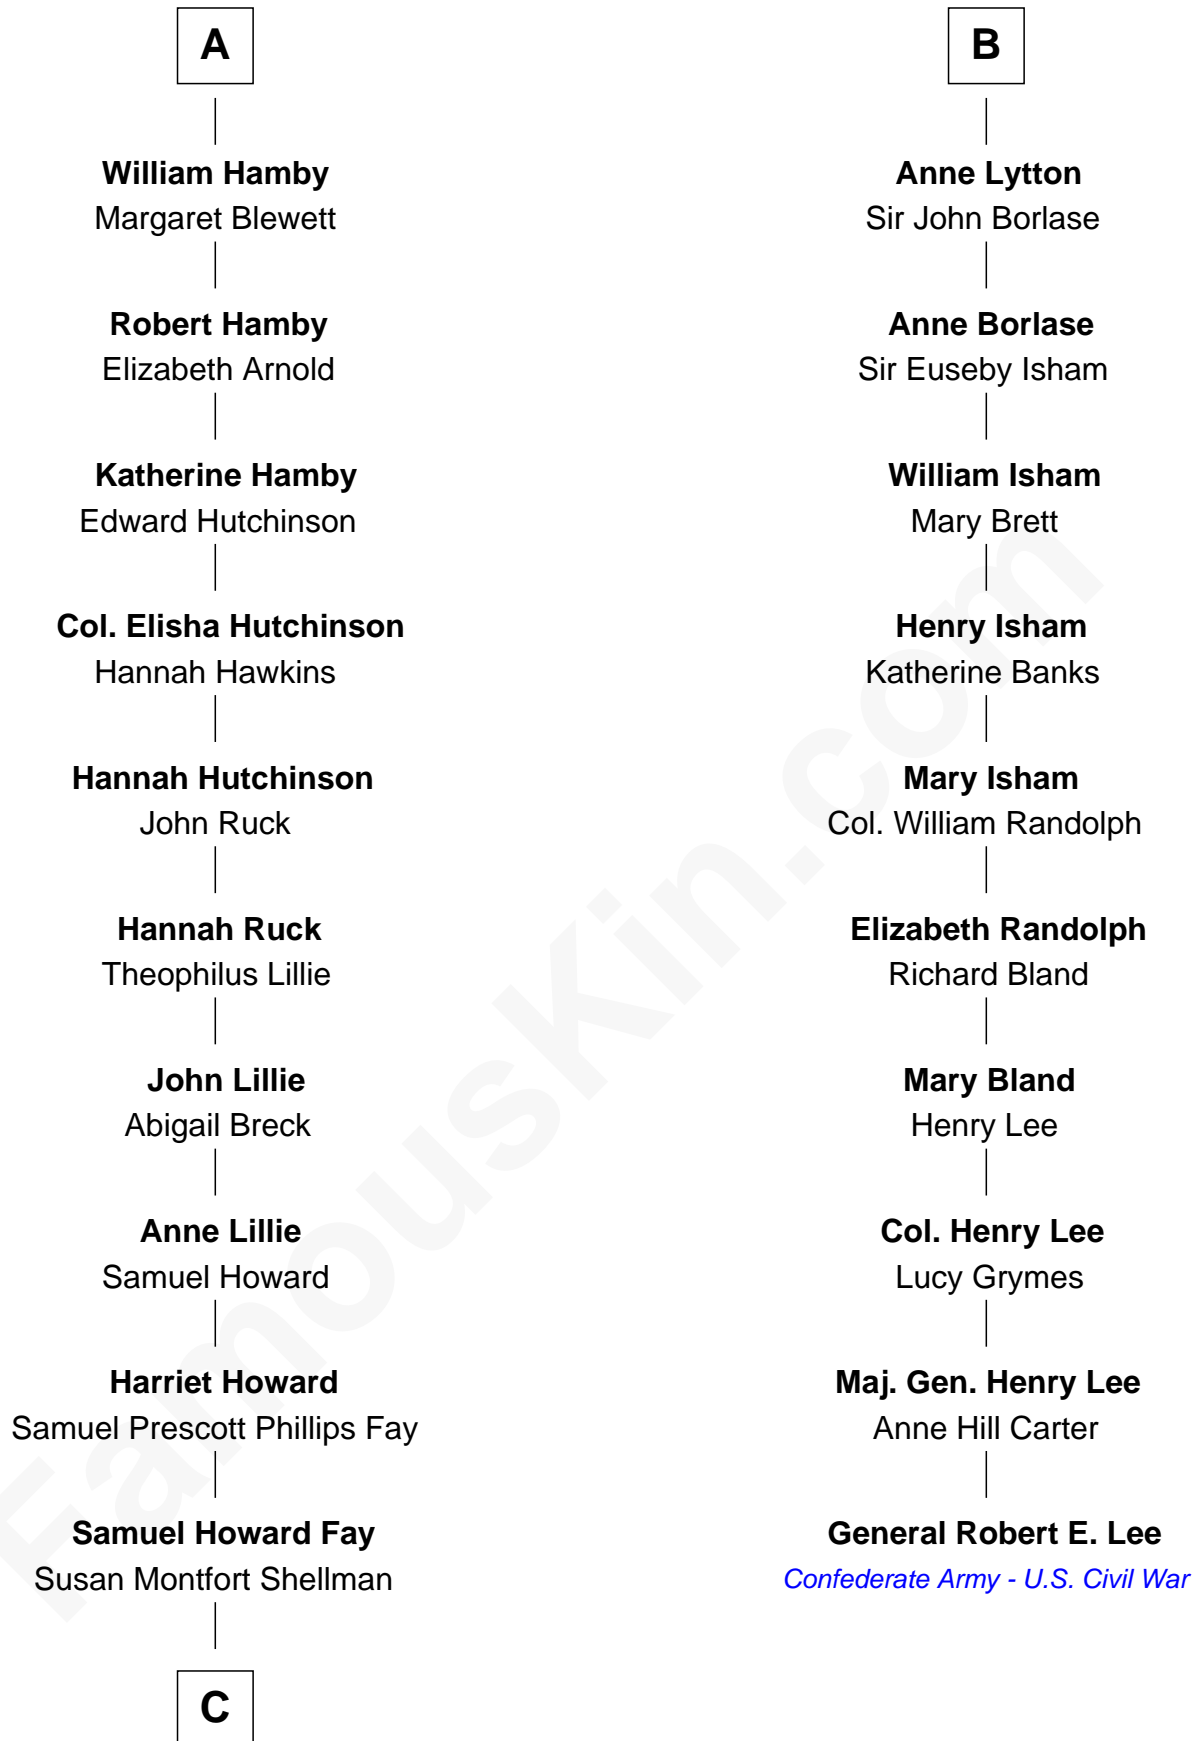 A
William Hamby
Margaret Blewett
Robert Hamby
Elizabeth Arnold
Katherine Hamby
Edward Hutchinson
Col. Elisha Hutchinson
Hannah Hawkins
Hannah Hutchinson
John Ruck
Hannah Ruck
Theophilus Lillie
John Lillie
Abigail Breck
Anne Lillie
Samuel Howard
Harriet Howard
Samuel Prescott Phillips Fay
Samuel Howard Fay
Susan Montfort Shellman
C
B
Anne Lytton
Sir John Borlase
Anne Borlase
Sir Euseby Isham
William Isham
Mary Brett
Henry Isham
Katherine Banks
Mary Isham
Col. William Randolph
Elizabeth Randolph
Richard Bland
Mary Bland
Henry Lee
Col. Henry Lee
Lucy Grymes
Maj. Gen. Henry Lee
Anne Hill Carter
General Robert E. Lee
Confederate Army - U.S. Civil War
FamousKin.com